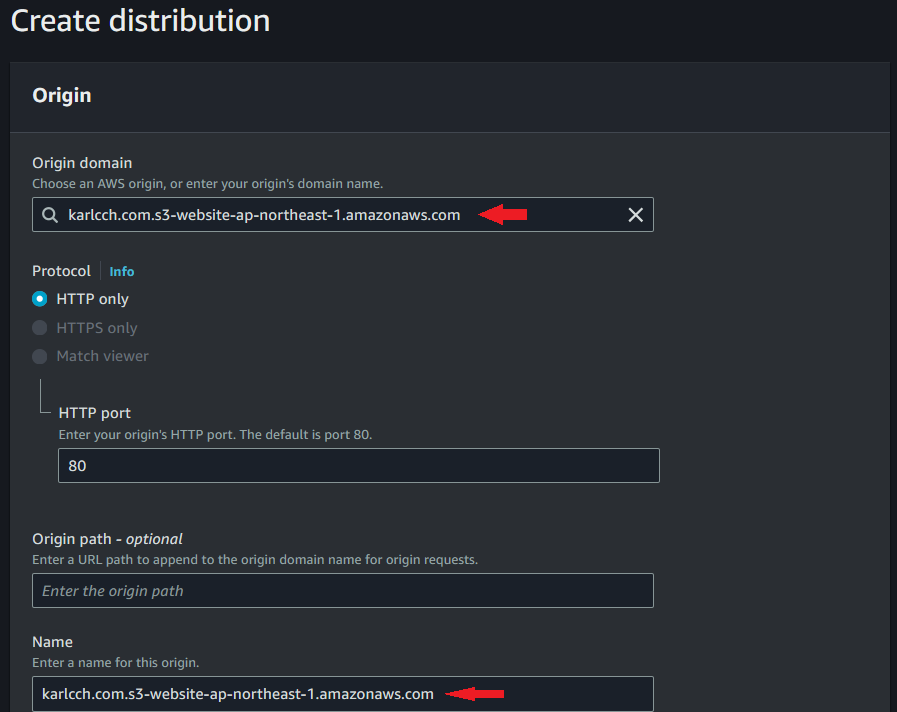 Create distribution
Origin
Origin domain
Choose an AWS origin, or enter your origin's domain name.
karlcch.com.s3-website-ap-northeast-1.amazonaws.com
Protocol Info
HTTP only
HTTPS only
Match viewer
HTTP port
Enter your origin's HTTP port. The default is port 80.
80
Origin path - optional
Enter a URL path to append to the origin domain name for origin requests.
Enter the origin path
Name
Enter a name for this origin.
karlcch.com.s3-website-ap-northeast-1.amazonaws.com